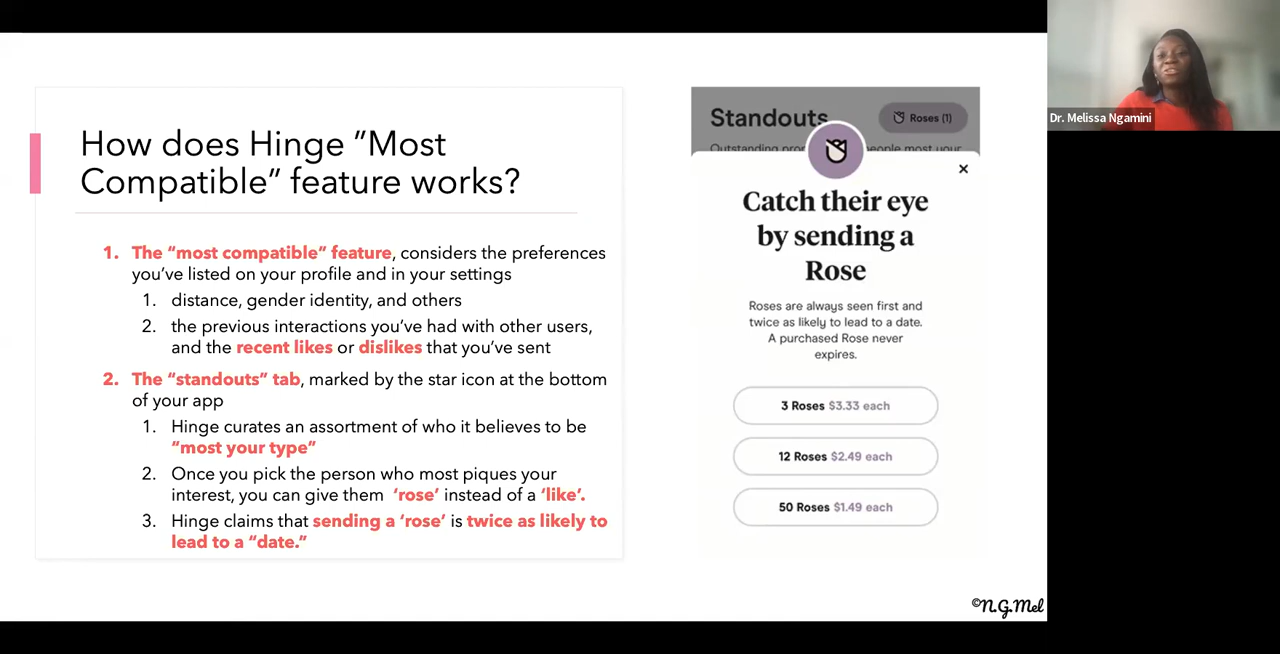 How does Hinge ”Most
Compatible” feature works?
1. The “most compatible” feature, considers the preferences
you’ve listed on your profile and in your settings
1. distance, gender identity, and others
2. the previous interactions you’ve had with other users,
and the recent likes or dislikes that you’ve sent
2. The “standouts” tab, marked by the star icon at the bottom
of your app
1. Hinge curates an assortment of who it believes to be
“most your type”
2. Once you pick the person who most piques your
interest, you can give them ‘rose’ instead of a ‘like’.
3. Hinge claims that sending a ‘rose’ is twice as likely to
lead to a “date.”
Standouts
Roses (1)
Catch their eye
by sending a
Rose
Roses are always seen first and
twice as likely to lead to a date.
A purchased Rose never
expires.
3 Roses $3.33 each
12 Roses $2.49 each
50 Roses $1.49 each
©N.G.Mel
Dr. Melissa Ngamini